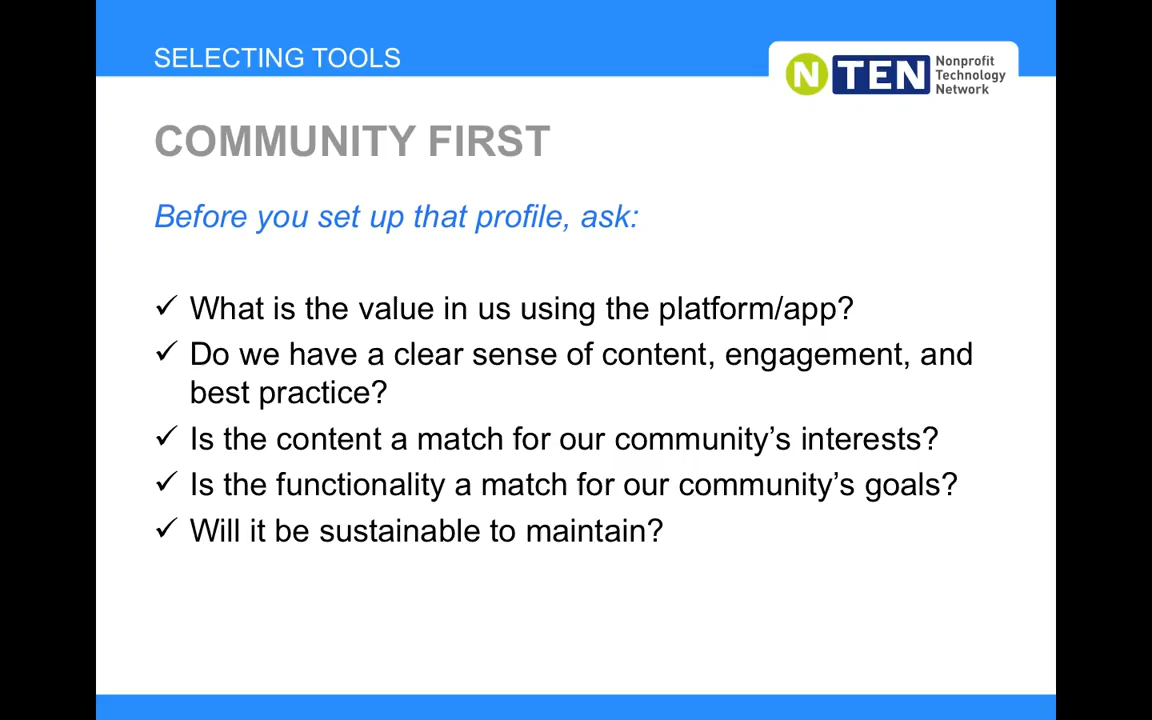 SELECTING TOOLS
N TEN
Nonprofit
Technology
Network
COMMUNITY FIRST
Before you set up that profile, ask:
✓ What is the value in us using the platform/app?
✓ Do we have a clear sense of content, engagement, and
best practice?
✓ Is the content a match for our community’s interests?
✓ Is the functionality a match for our community’s goals?
✓ Will it be sustainable to maintain?